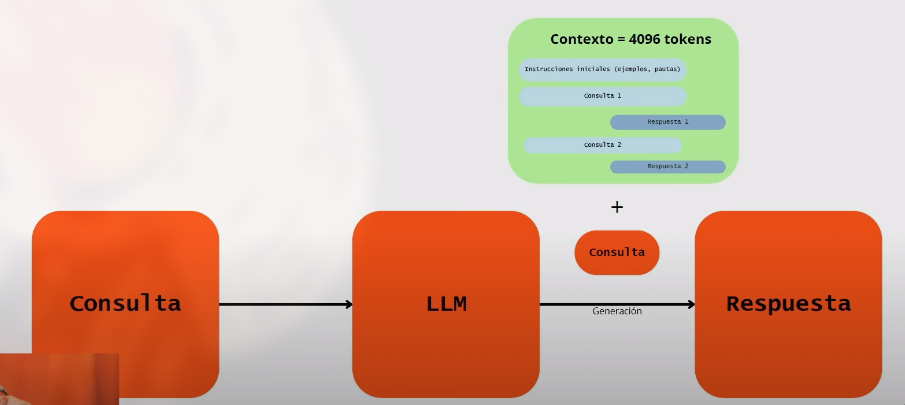 Contexto = 4096 tokens
Instrucciones iniciales (ejemplos, pautas)
Consulta 1
Respuesta 1
Consulta 2
Respuesta 2
+
Consulta
Consulta
LLM
Generación
Respuesta